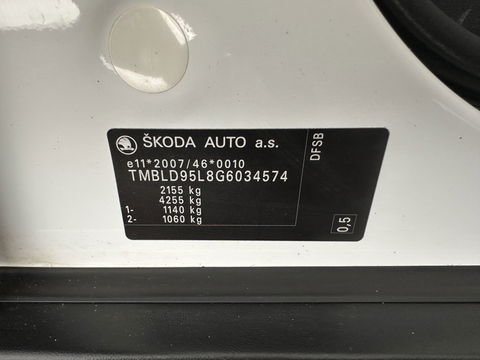 ŠKODA AUTO a.s.
e11*2007/46*0010
TMBLD95L8G6034574
2155 kg
4255 kg
1- 1140 kg
2- 1060 kg
DFSB
0,5